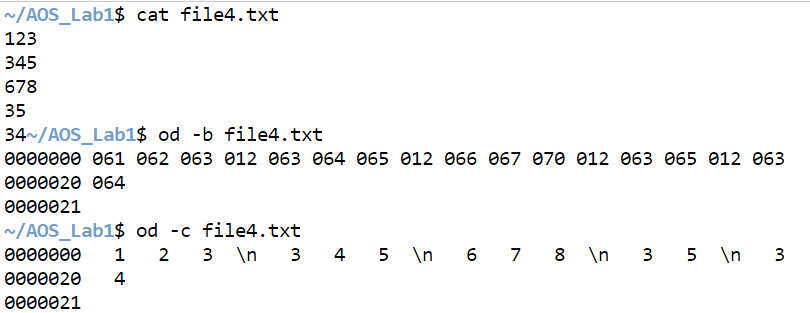 ~/AOS_Lab1$ cat file4.txt
123
345
678
35
34~/AOS_Lab1$ od -b file4.txt
0000000 061 062 063 012 063 064 065 012 066 067 070 012 063 065 012 063
0000020 064
0000021
~/AOS_Lab1$ od -c file4.txt
0000000   1   2   3  \n   3   4   5  \n   6   7   8  \n   3   5  \n   3
0000020   4
0000021